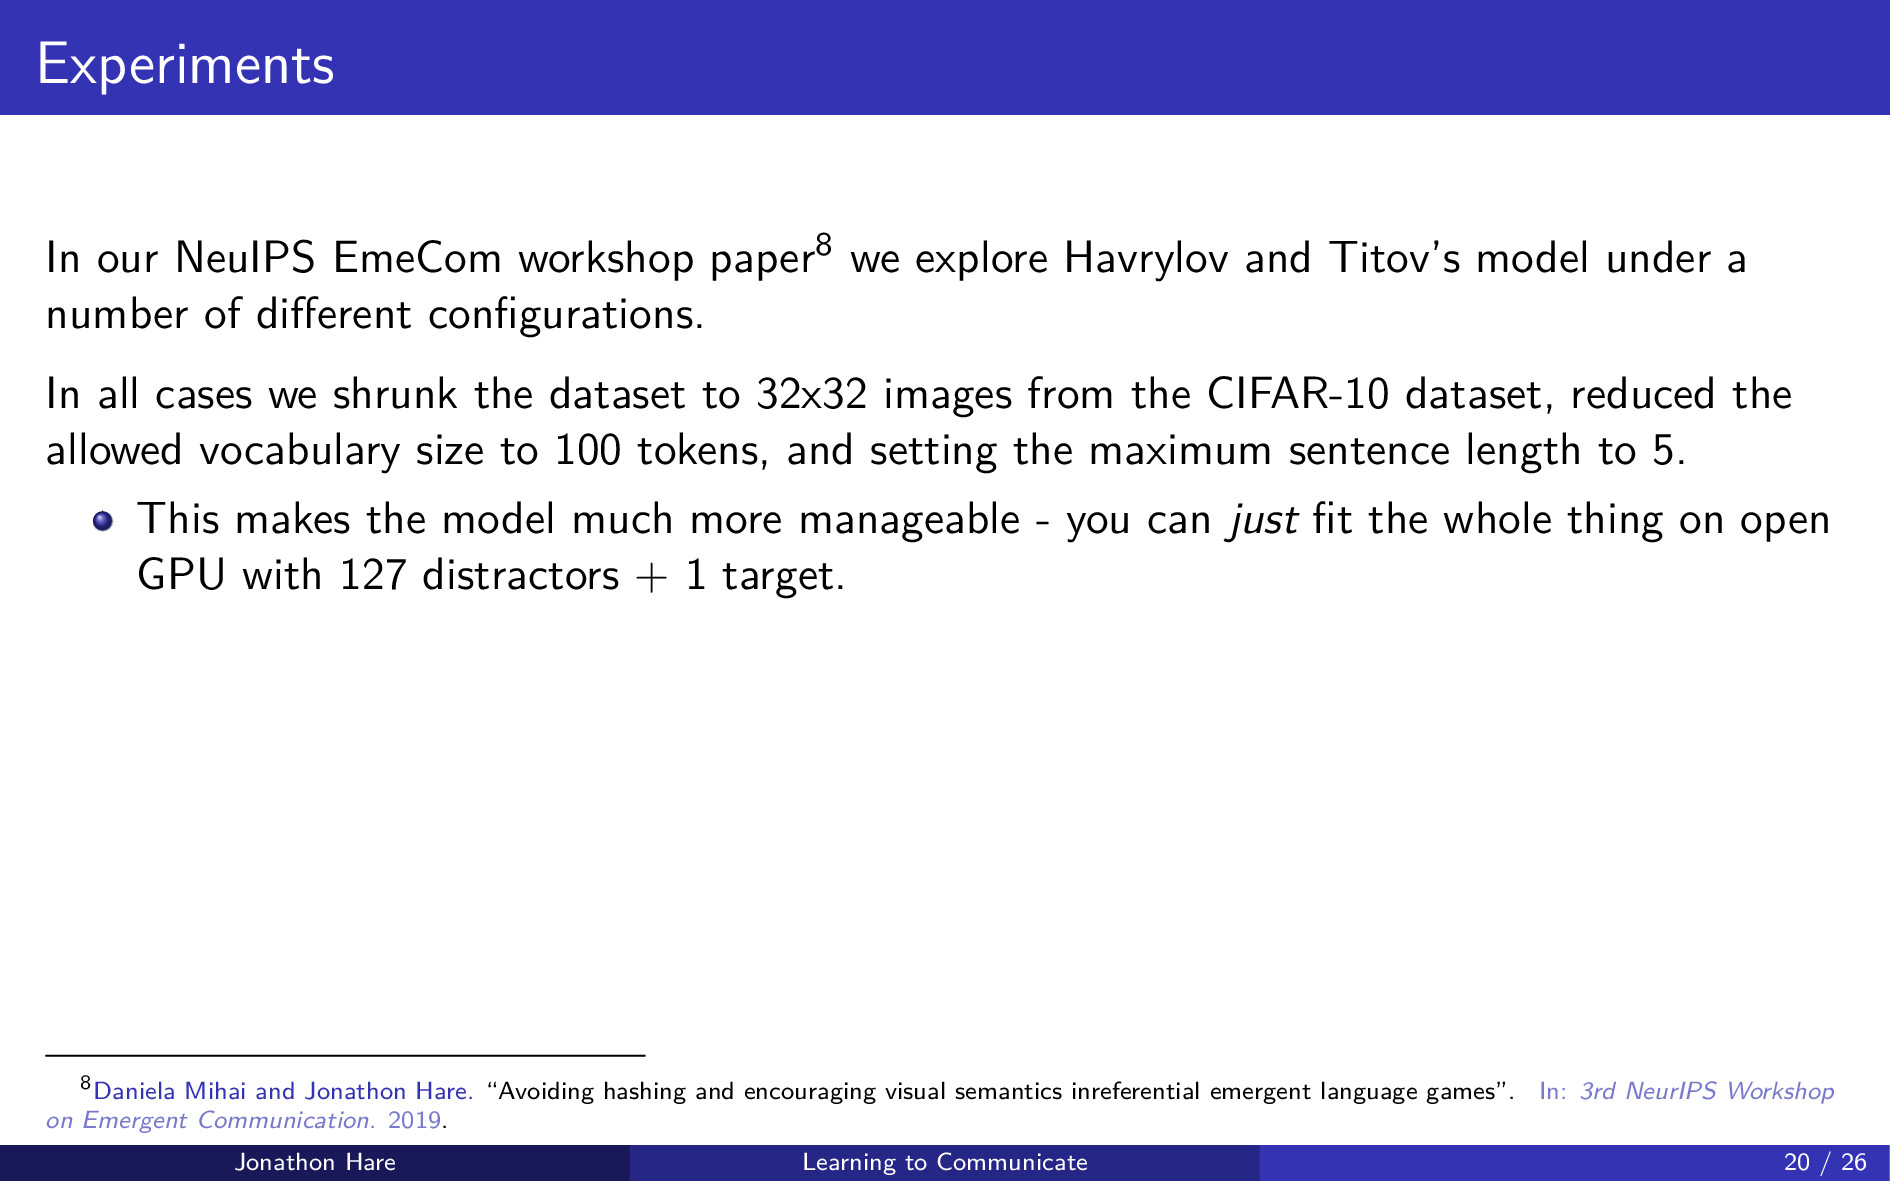 Experiments
In our NeuIPS EmeCom workshop paper8 we explore Havrylov and Titov's model under a
number of different configurations.
In all cases we shrunk the dataset to 32x32 images from the CIFAR-10 dataset, reduced the
allowed vocabulary size to 100 tokens, and setting the maximum sentence length to 5.
This makes the model much more manageable - you can just fit the whole thing on open
GPU with 127 distractors + 1 target.
8Daniela Mihai and Jonathon Hare. “Avoiding hashing and encouraging visual semantics inreferential emergent language games”. In: 3rd NeurIPS Workshop
on Emergent Communication. 2019.
Jonathon Hare Learning to Communicate 20 / 26